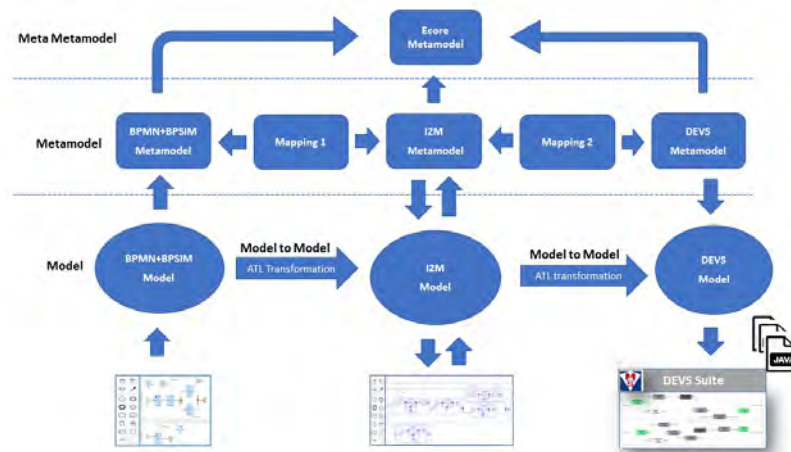 Meta Metamodel
Ecore
Metamodel
Metamodel
BPMN+BPSIM
Metamodel
Mapping 1
I2M
Metamodel
Mapping 2
DEVS
Metamodel
Model
BPMN+BPSIM
Model
Model to Model
ATL Transformation
I2M
Model
Model to Model
ATL transformation
DEVS
Model
JAVA
DEVS Suite